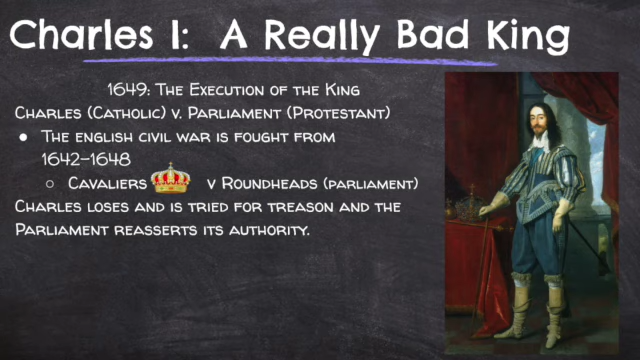 Charles I: A Really Bad King
1649: The Execution of the King
Charles (Catholic) v. Parliament (Protestant)
● The english civil war is fought from
1642-1648
○ Cavaliers v Roundheads (parliament)
Charles loses and is tried for treason and the
Parliament reasserts its authority.